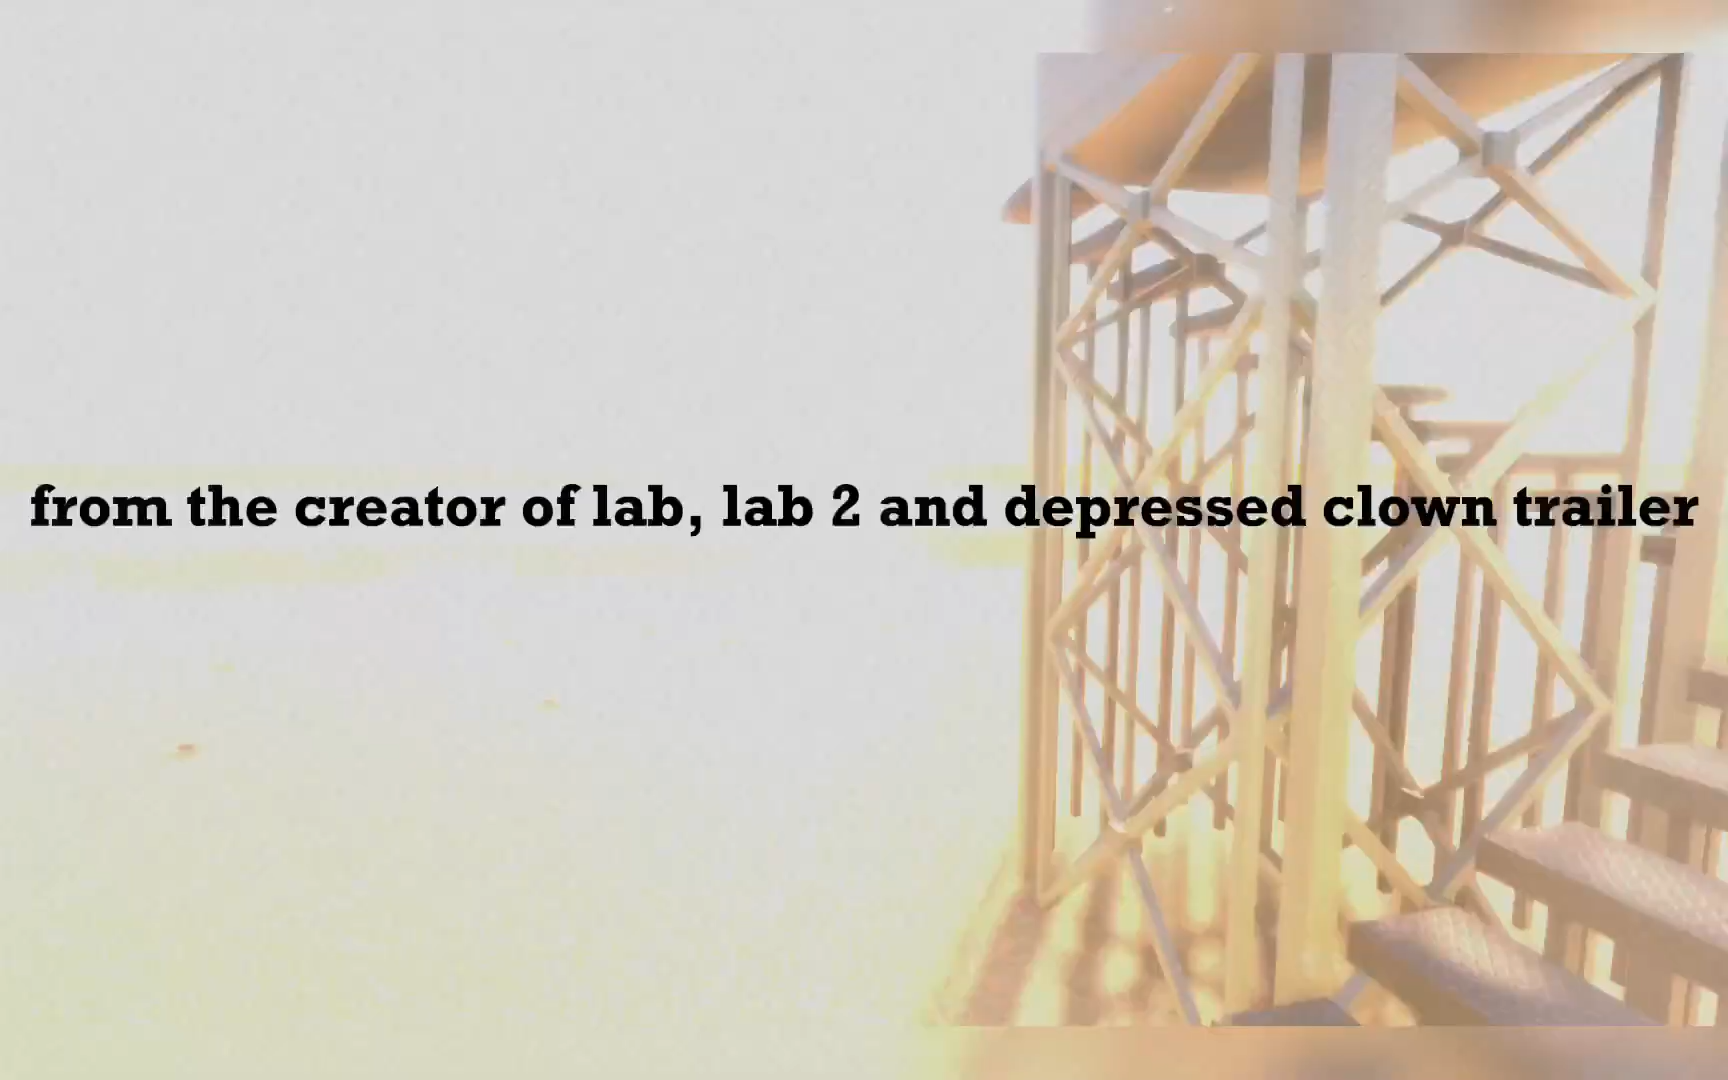 from the creator of lab, lab 2 and depressed clown trailer